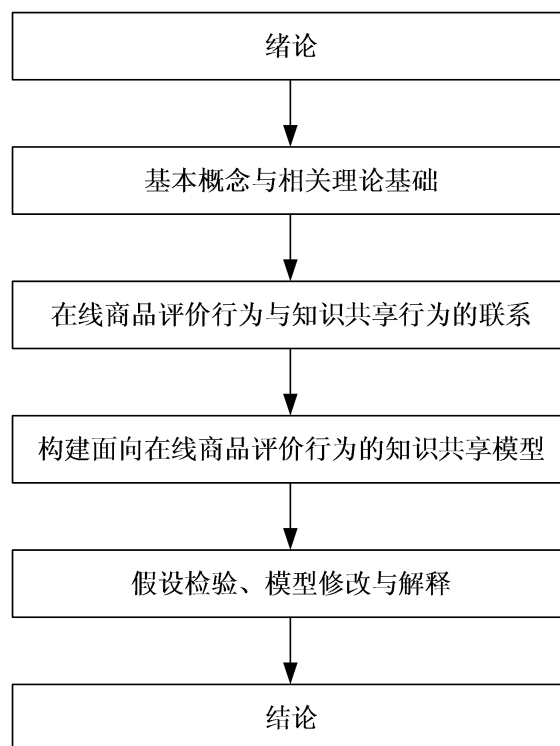 绪论
基本概念与相关理论基础
在线商品评价行为与知识共享行为的联系
构建面向在线商品评价行为的知识共享模型
假设检验、模型修改与解释
结论